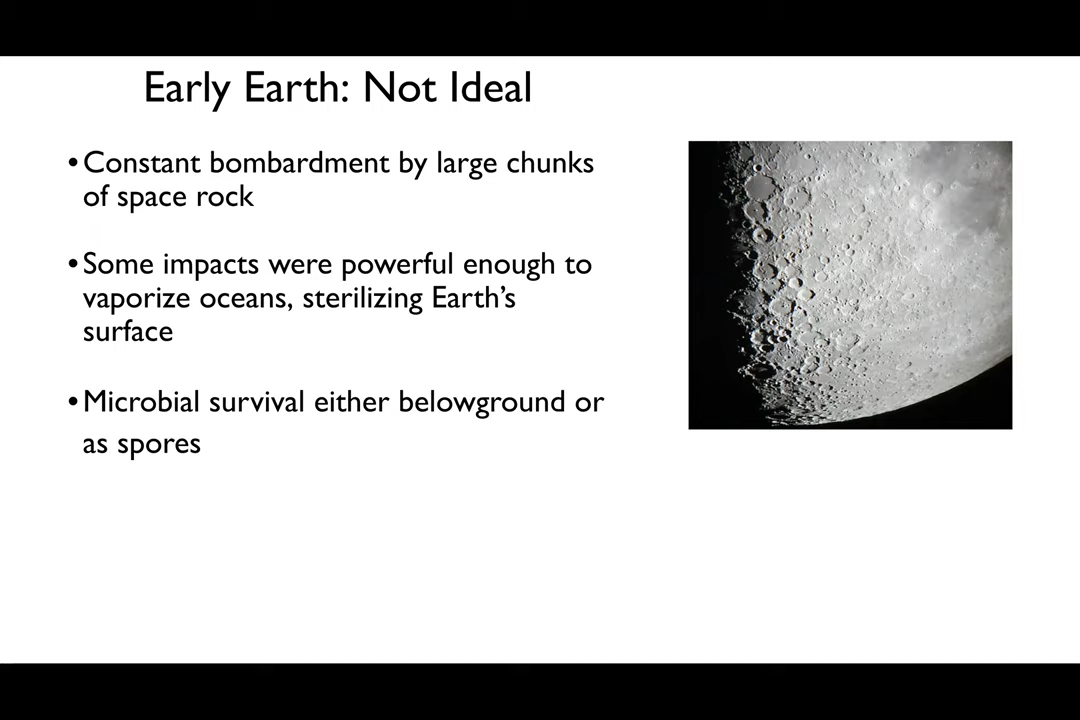 Early Earth: Not Ideal
•Constant bombardment by large chunks
of space rock
•Some impacts were powerful enough to
vaporize oceans, sterilizing Earth’s
surface
•Microbial survival either belowground or
as spores